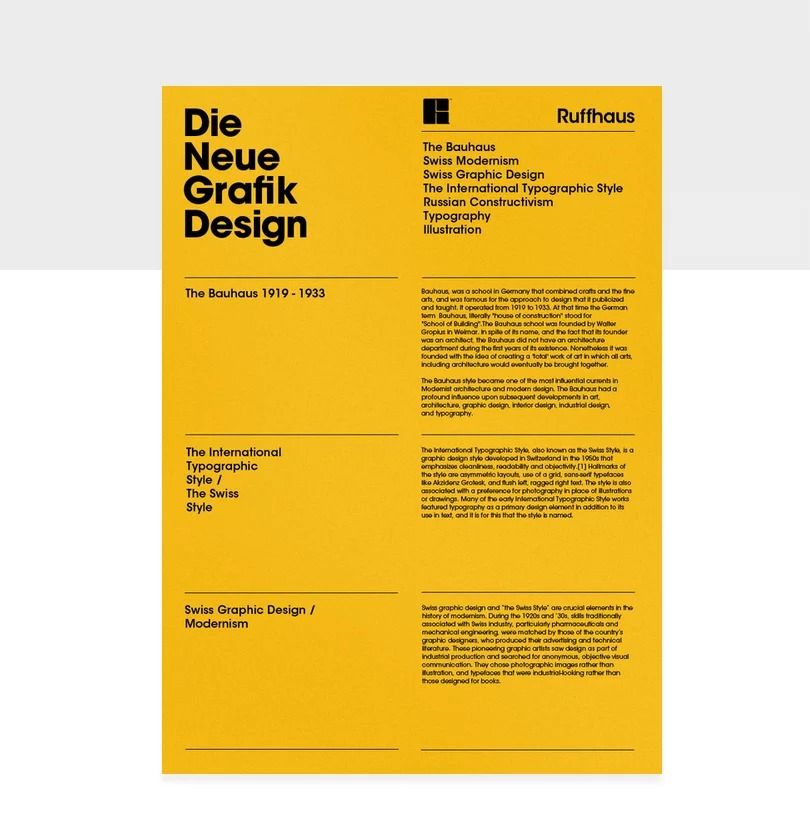 Die
Neue
Grafik
Design
Ruffhaus
The Bauhaus
Swiss Modernism
Swiss Graphic Design
The International Typographic Style
Russian Constructivism
Typography
Illustration
The Bauhaus 1919 - 1933
Bauhaus, was a school in Germany that combined crafts and the fine
arts, and was famous for the approach to design that it publicized
and taught. It operated from 1919 to 1933. At that time the German
term Bauhaus, literally "house of construction" stood for
"School of Building".The Bauhaus school was founded by Walter
Gropius in Weimar. In spite of its name, and the fact that its founder
was an architect, the Bauhaus did not have an architecture
department during the first years of its existence. Nonetheless it was
founded with the idea of creating a 'total' work of art in which all arts,
including architecture would eventually be brought together.
The Bauhaus style became one of the most influential currents in
Modernist architecture and modern design. The Bauhaus had a
profound influence upon subsequent developments in art,
architecture, graphic design, interior design, industrial design,
and typography.
The International
Typographic
Style /
The Swiss
Style
The International Typographic Style, also known as the Swiss Style, is a
graphic design style developed in Switzerland in the 1950s that
emphasizes cleanliness, readability and objectivity.[1] Hallmarks of
the style are asymmetric layouts, use of a grid, sans-serif typefaces
like Akzidenz Grotesk, and flush left, ragged right text. The style is also
associated with a preference for photography in place of illustrations
or drawings. Many of the early International Typographic Style works
featured typography as a primary design element in addition to its
use in text, and it is for this that the style is named.
Swiss Graphic Design /
Modernism
Swiss graphic design and "the Swiss Style" are crucial elements in the
history of modernism. During the 1920s and '30s, skills traditionally
associated with Swiss industry, particularly pharmaceuticals and
mechanical engineering, were matched by those of the country's
graphic designers, who produced their advertising and technical
literature. These pioneering graphic artists saw design as part of
industrial production and searched for anonymous, objective visual
communication. They chose photographic images rather than
illustration, and typefaces that were industrial-looking rather than
those designed for books.